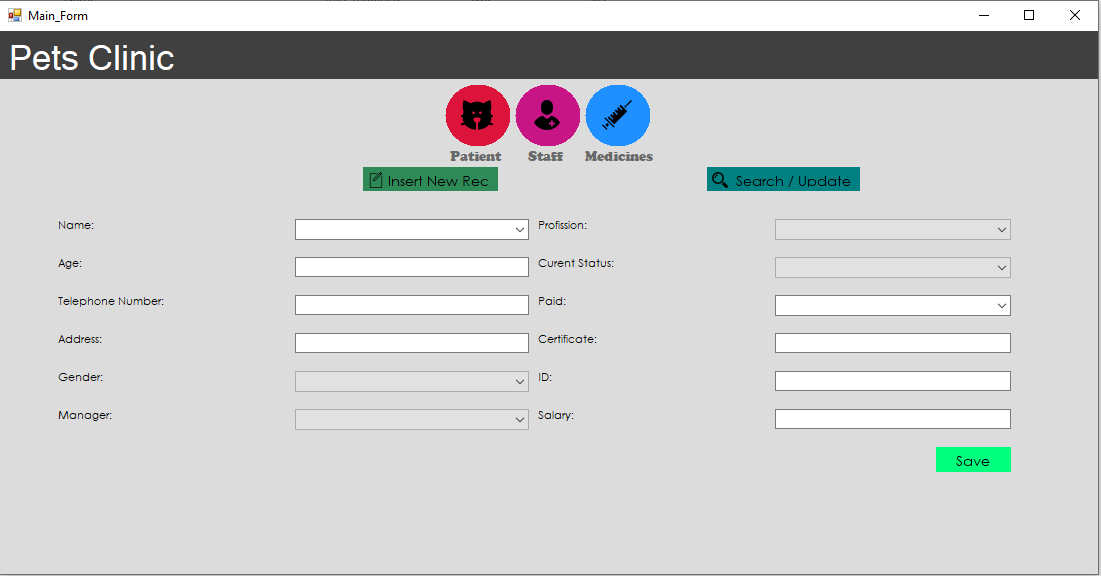 Main_Form
Pets Clinic
Patient Staff Medicines
Insert New Rec Search / Update
Name: Profission:
Age: Curent Status:
Telephone Number: Paid:
Address: Certificate:
Gender: ID:
Manager: Salary:
Save